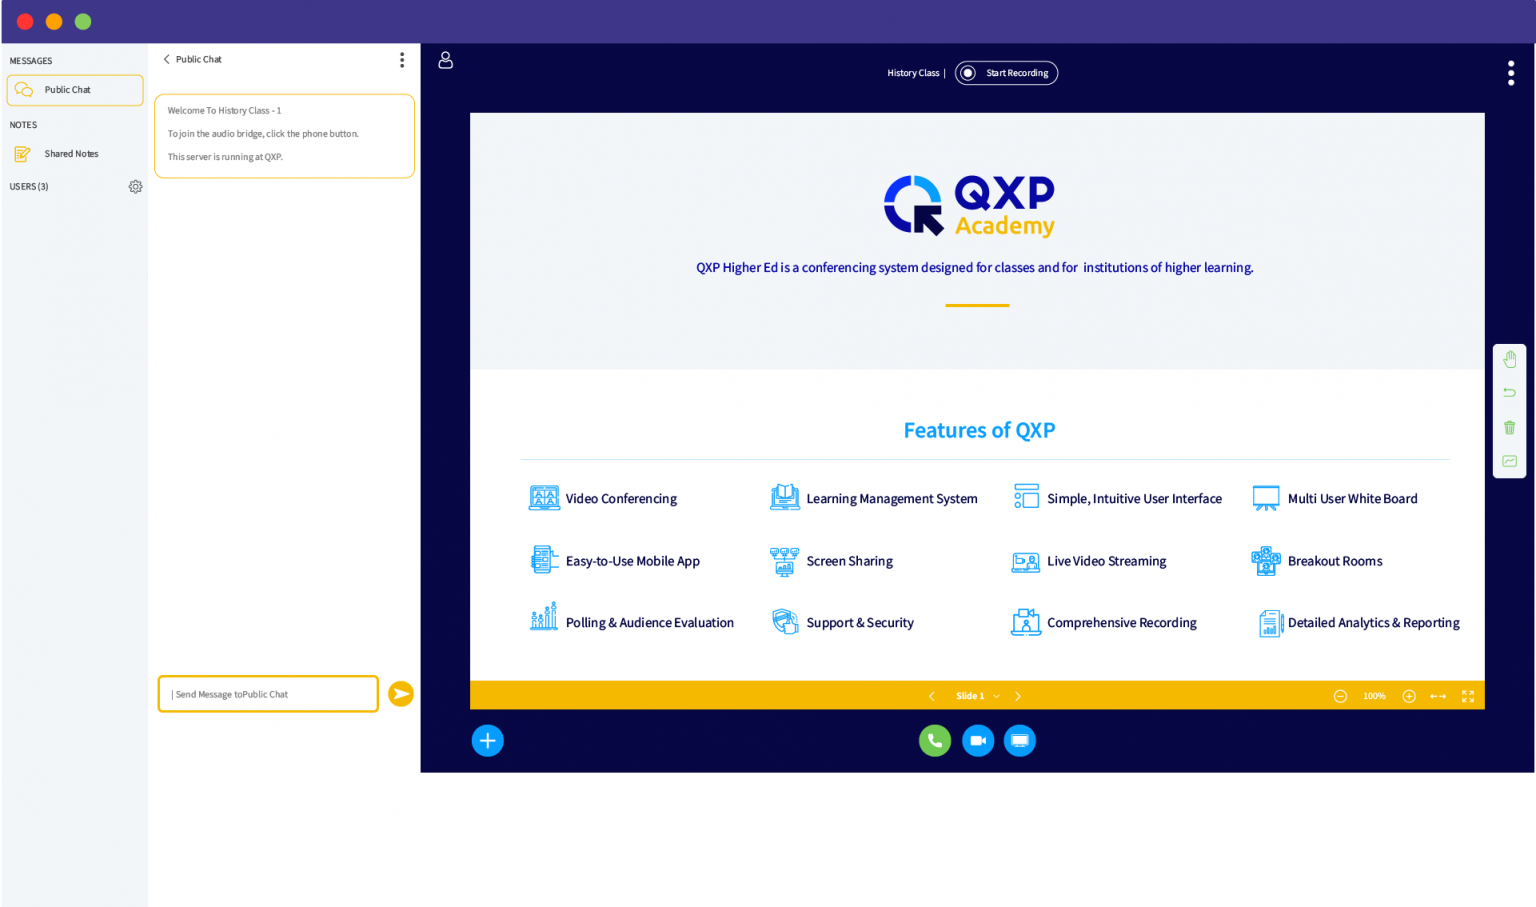 MESSAGES
Public Chat
NOTES
Shared Notes
USERS (3)
Public Chat
Welcome To History Class - 1
To join the audio bridge, click the phone button.
This server is running at QXP.
| Send Message toPublic Chat
History Class |
Start Recording
QXP
Academy
QXP Higher Ed is a conferencing system designed for classes and for institutions of higher learning.
Features of QXP
Video Conferencing
Learning Management System
Simple, Intuitive User Interface
Multi User White Board
Easy-to-Use Mobile App
Screen Sharing
Live Video Streaming
Breakout Rooms
Polling & Audience Evaluation
Support & Security
Comprehensive Recording
Detailed Analytics & Reporting
Slide 1
100%